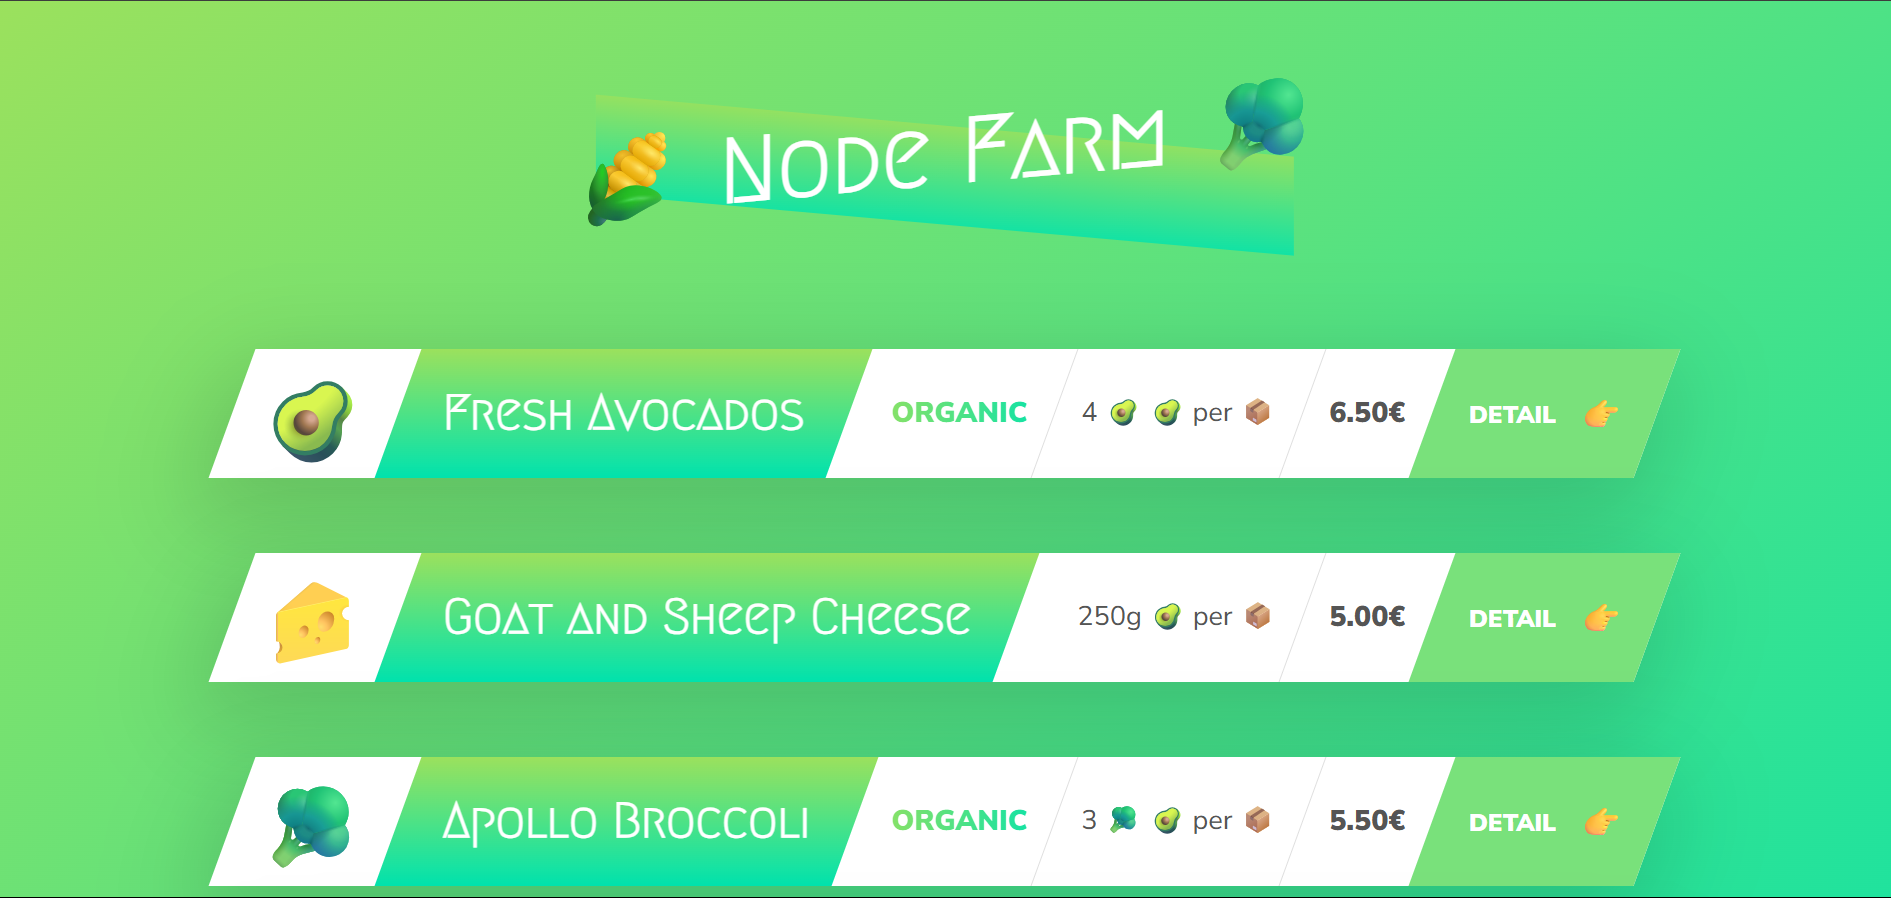 Node Farm
Fresh Avocados ORGANIC 4 🥑 🥑 per 📦 6.50€ DETAIL 👉
Goat and Sheep Cheese 250g 🥑 per 📦 5.00€ DETAIL 👉
Apollo Broccoli ORGANIC 3 🥦 🥑 per 📦 5.50€ DETAIL 👉